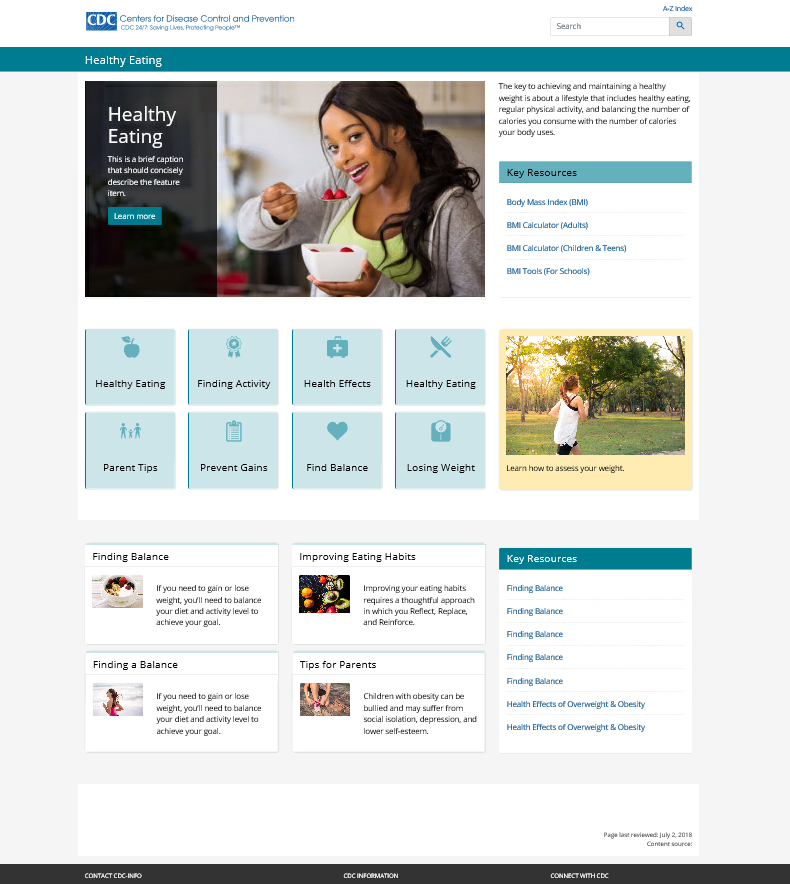 A-Z Index
CDC
Centers for Disease Control and Prevention
CDC 24/7: Saving Lives. Protecting People™
Search
Healthy Eating
Healthy
Eating
This is a brief caption
that should concisely
describe the feature
item.
Learn more
The key to achieving and maintaining a healthy
weight is about a lifestyle that includes healthy eating,
regular physical activity, and balancing the number of
calories you consume with the number of calories
your body uses.
Key Resources
Body Mass Index (BMI)
BMI Calculator (Adults)
BMI Calculator (Children & Teens)
BMI Tools (For Schools)
Healthy Eating
Finding Activity
Health Effects
Healthy Eating
Parent Tips
Prevent Gains
Find Balance
Losing Weight
Learn how to assess your weight.
Finding Balance
If you need to gain or lose
weight, you'll need to balance
your diet and activity level to
achieve your goal.
Improving Eating Habits
Improving your eating habits
requires a thoughtful approach
in which you Reflect, Replace,
and Reinforce.
Finding a Balance
If you need to gain or lose
weight, you'll need to balance
your diet and activity level to
achieve your goal.
Tips for Parents
Children with obesity can be
bullied and may suffer from
social isolation, depression, and
lower self-esteem.
Key Resources
Finding Balance
Finding Balance
Finding Balance
Finding Balance
Finding Balance
Health Effects of Overweight & Obesity
Health Effects of Overweight & Obesity
Page last reviewed: July 2, 2018
Content source:
CONTACT CDC-INFO
CDC INFORMATION
CONNECT WITH CDC